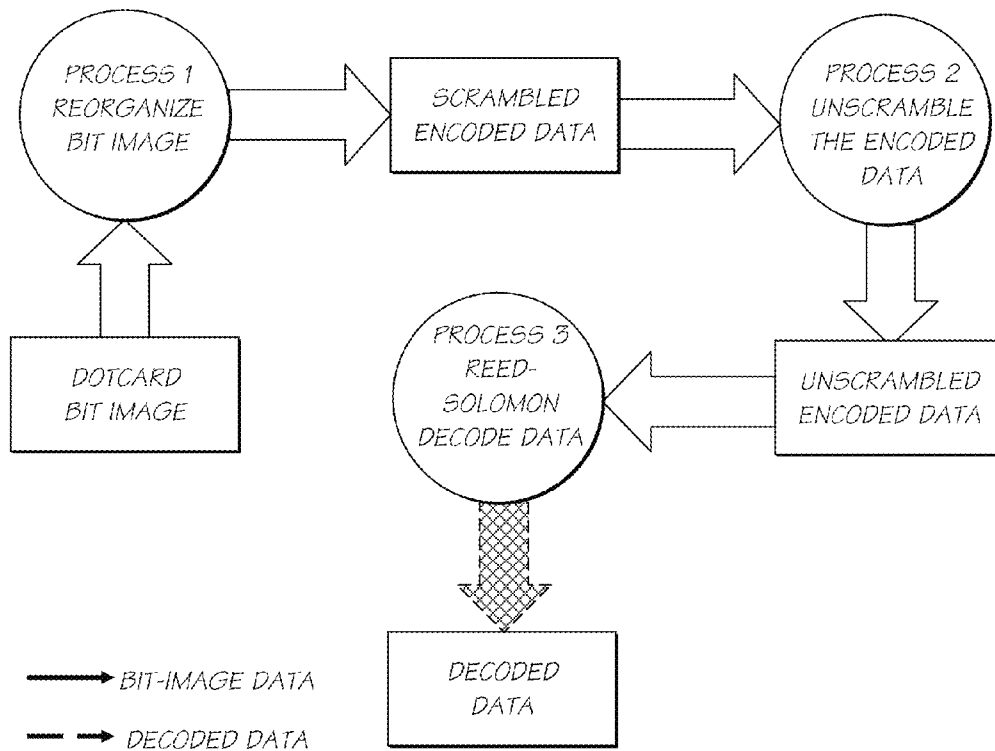 PROCESS 1
REORGANIZE
BIT IMAGE
SCRAMBLED
ENCODED DATA
PROCESS 2
UNSCRAMBLE
THE ENCODED
DATA
DOTCARD
BIT IMAGE
PROCESS 3
REED-
SOLOMON
DECODE DATA
UNSCRAMBLED
ENCODED DATA
DECODED
DATA
BIT-IMAGE DATA
DECODED DATA